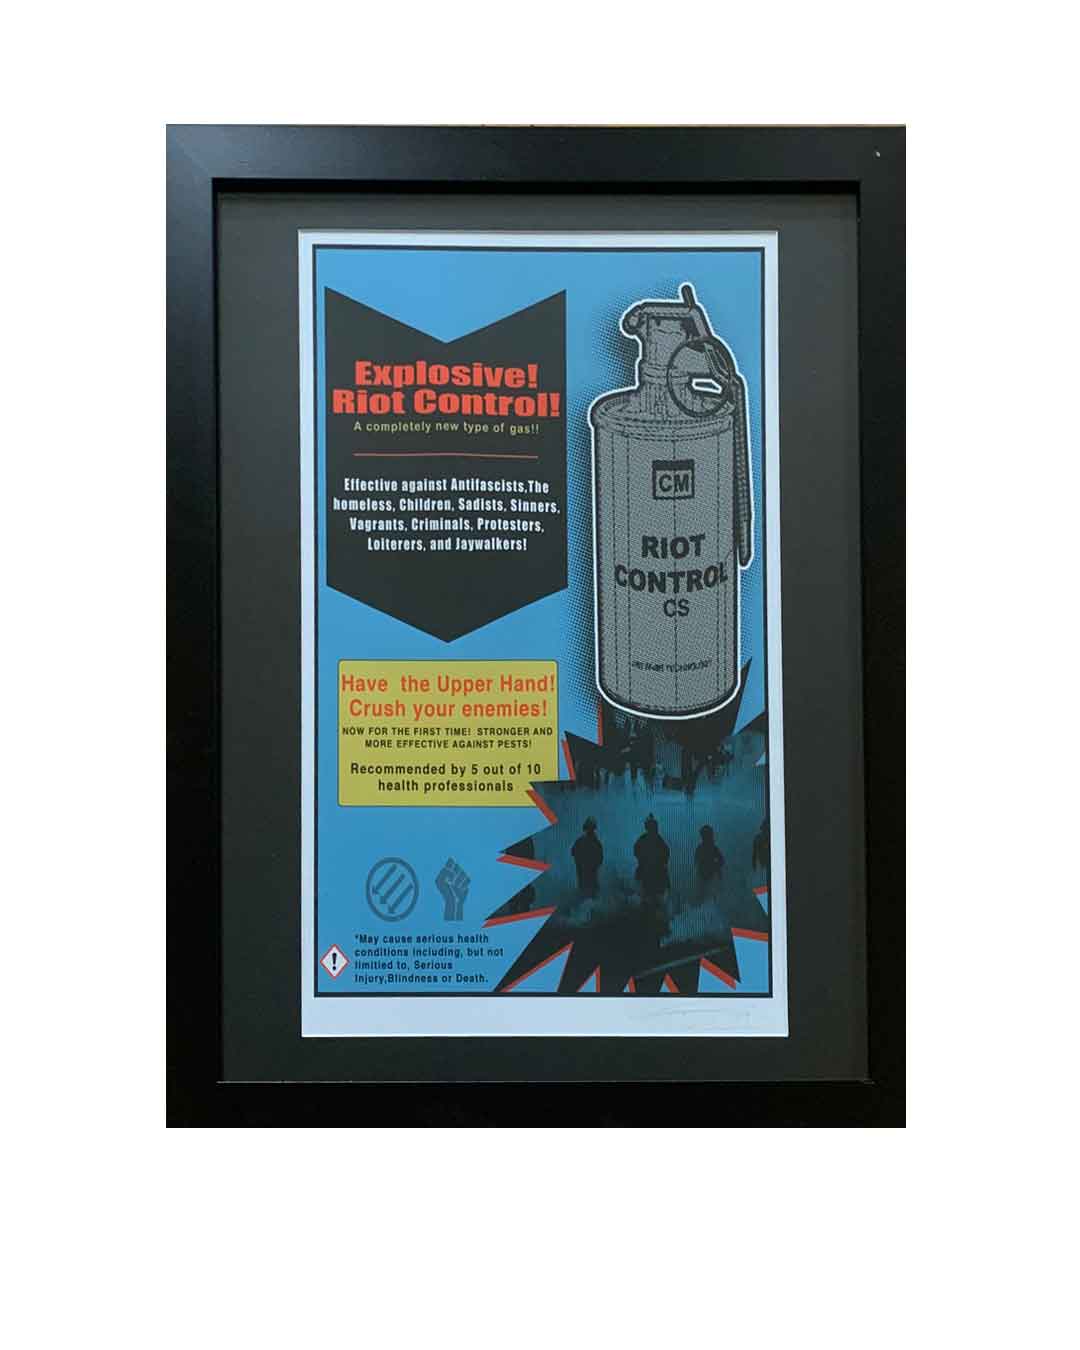 Explosive!
Riot Control!
A completely new type of gas!!
Effective against Antifascists,The
homeless, Children, Sadists, Sinners,
Vagrants, Criminals, Protesters,
Loiterers, and Jaywalkers!
CM
RIOT
CONTROL
CS
TECHNOLOGY
Have the Upper Hand!
Crush your enemies!
NOW FOR THE FIRST TIME! STRONGER AND
MORE EFFECTIVE AGAINST PESTS!
Recommended by 5 out of 10
health professionals
!
*May cause serious health
conditions including, but not
limitied to, Serious
Injury,Blindness or Death.